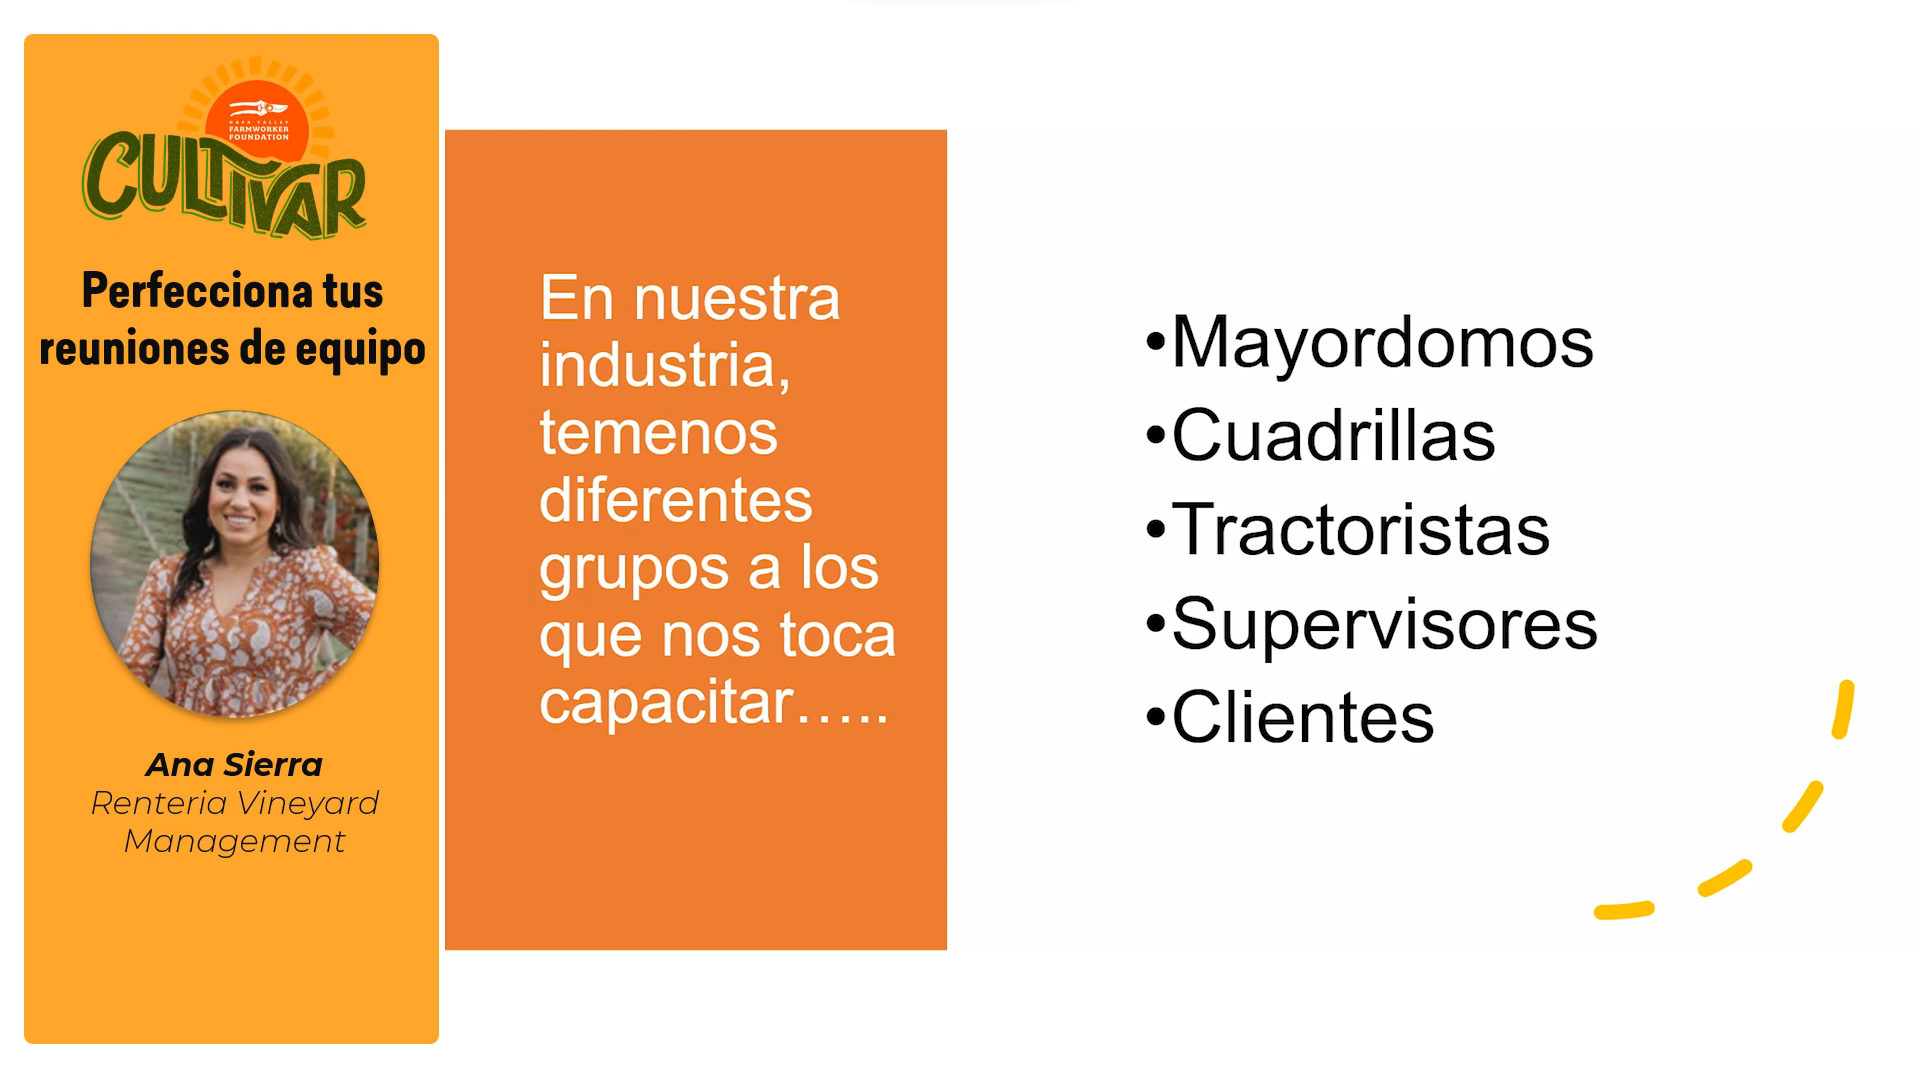 NAPA VALLEY
FARMWORKER
FOUNDATION
CULTIVAR
Perfecciona tus
reuniones de equipo
Ana Sierra
Renteria Vineyard
Management
En nuestra
industria,
temenos
diferentes
grupos a los
que nos toca
capacitar.....
•Mayordomos
•Cuadrillas
•Tractoristas
•Supervisores
•Clientes